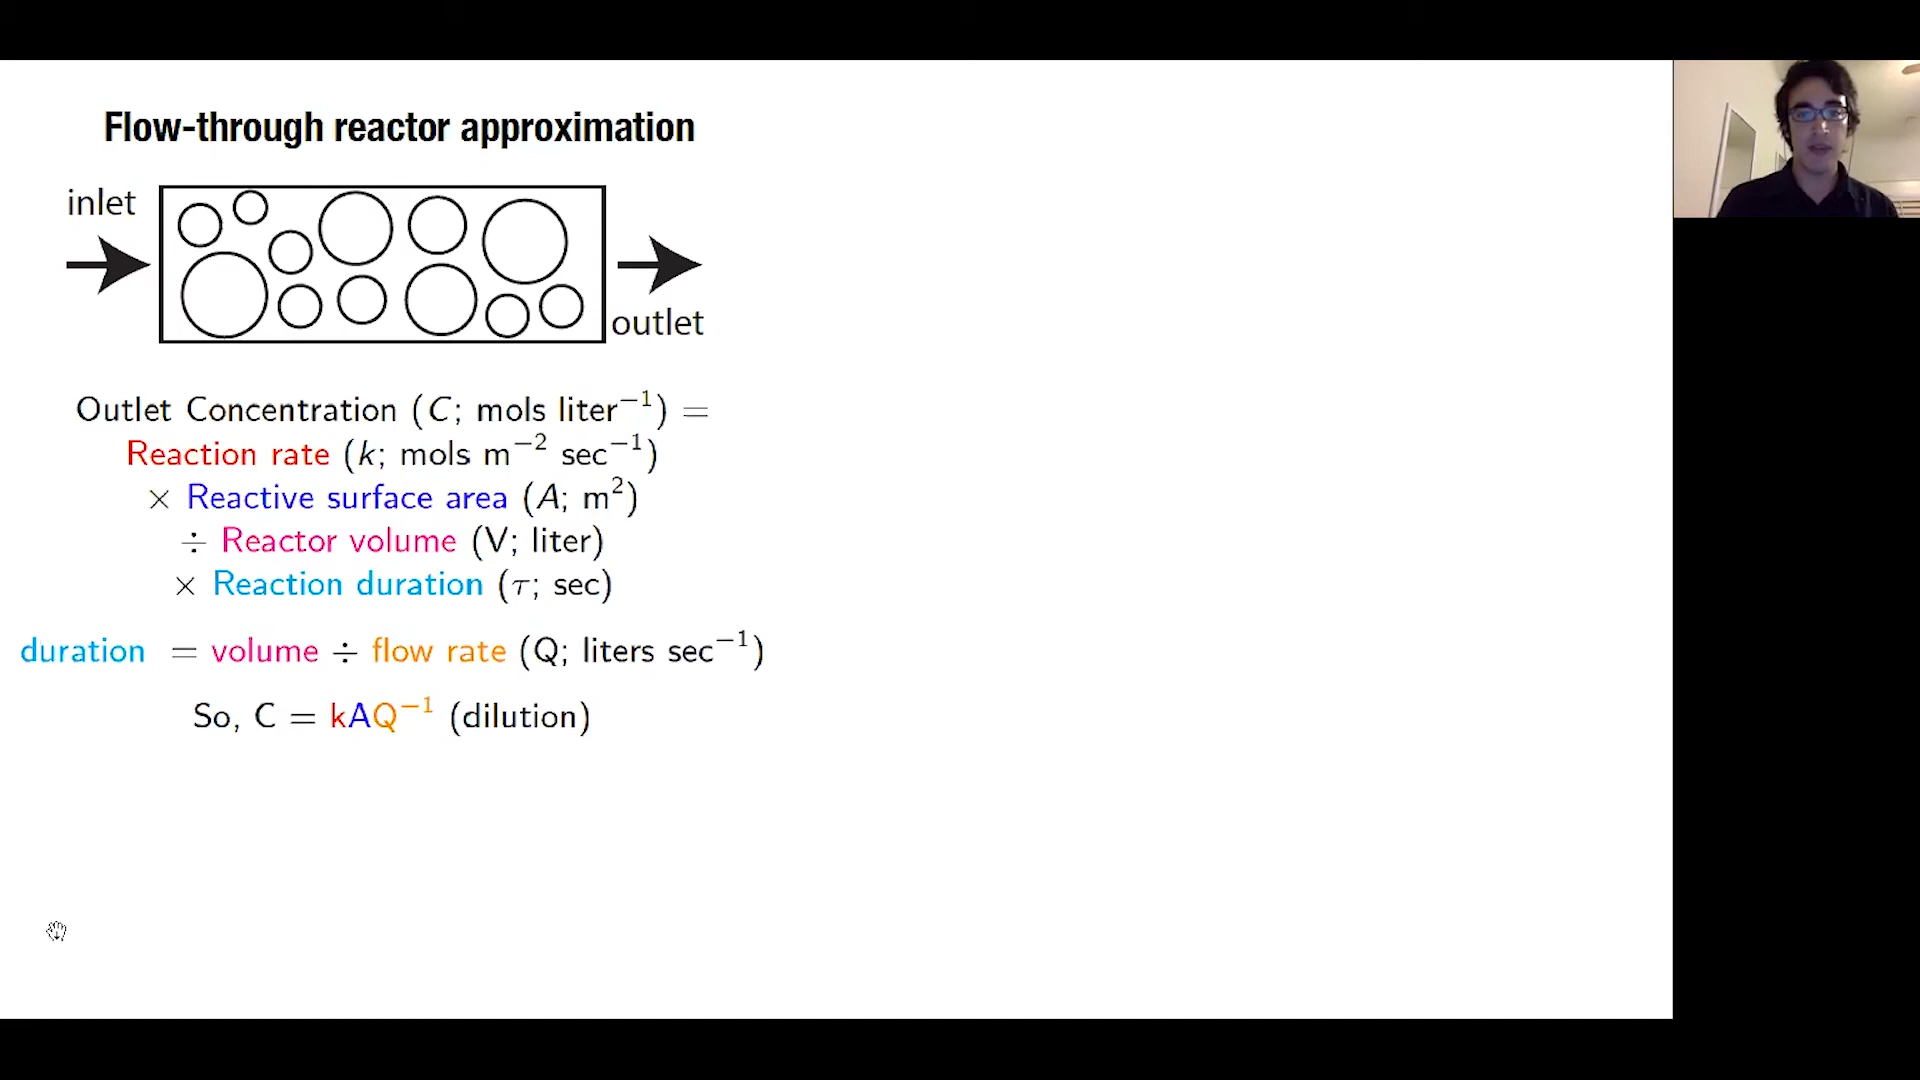 Flow-through reactor approximation
inlet
outlet
Outlet Concentration (C; mols liter⁻¹) =
Reaction rate (k; mols m⁻² sec⁻¹)
× Reactive surface area (A; m²)
÷ Reactor volume (V; liter)
× Reaction duration (τ; sec)
duration = volume ÷ flow rate (Q; liters sec⁻¹)
So, C = kAQ⁻¹ (dilution)